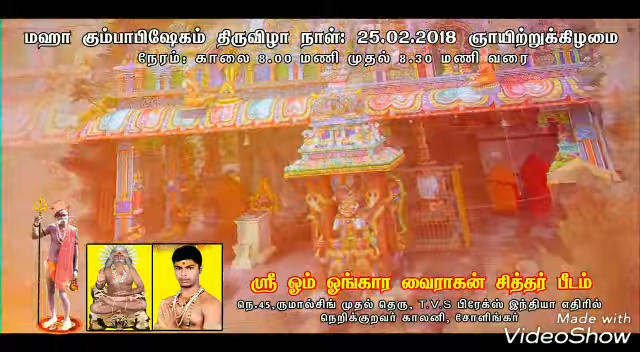 மஹா கும்பாபிஷேகம் திருவிழா நாள்: 25.02.2018 ஞாயிற்றுக்கிழமை
நேரம்: காலை 8.00 மணி முதல் 8.30 மணி வரை
ஸ்ரீ ஓம் ஓங்கார வைராகன் சித்தர் பீடம்
நெ.45,ருமால்சிங் முதல் தெரு, T.V.S பிரேக்ஸ் இந்தியா எதிரில்
நெறிக்குறவர் காலனி, சோளிங்கர்
Made with
VideoShow